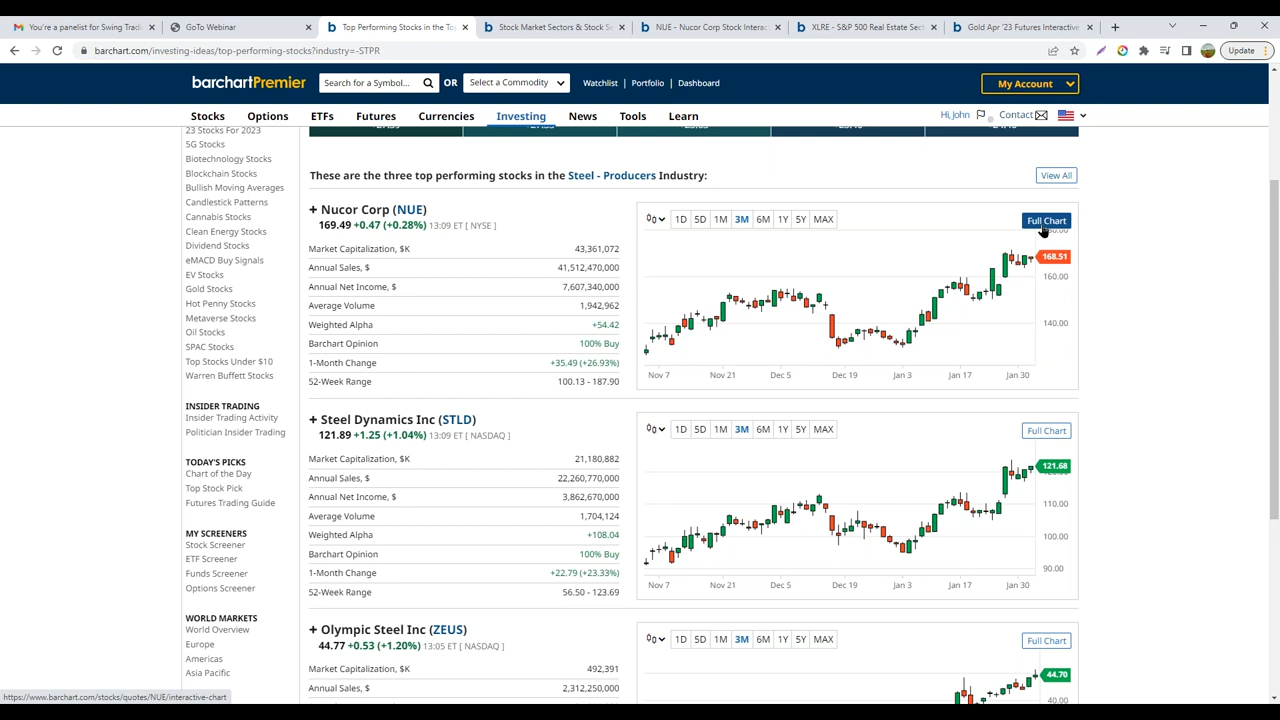 You're a panelist for Swing Trad
GoTo Webinar
Top Performing Stocks in the To
Stock Market Sectors & Stock Se
NUE - Nucor Corp Stock Interac
XLRE - S&P 500 Real Estate Sect
Gold Apr '23 Futures Interactive
barchart.com/investing-ideas/top-performing-stocks?industry=-STPR
Update
barchartPremier
Search for a Symbol...
OR
Select a Commodity
Watchlist | Portfolio | Dashboard
My Account
Stocks Options ETFs Futures Currencies Investing News Tools Learn
Hi, John
Contact
23 Stocks For 2023
5G Stocks
Biotechnology Stocks
Blockchain Stocks
Bullish Moving Averages
Candlestick Patterns
Cannabis Stocks
Clean Energy Stocks
Dividend Stocks
eMACD Buy Signals
EV Stocks
Gold Stocks
Hot Penny Stocks
Metaverse Stocks
Oil Stocks
SPAC Stocks
Top Stocks Under $10
Warren Buffett Stocks
INSIDER TRADING
Insider Trading Activity
Politician Insider Trading
TODAY'S PICKS
Chart of the Day
Top Stock Pick
Futures Trading Guide
MY SCREENERS
Stock Screener
ETF Screener
Funds Screener
Options Screener
WORLD MARKETS
World Overview
Europe
Americas
Asia Pacific
These are the three top performing stocks in the Steel - Producers Industry:
View All
+ Nucor Corp (NUE)
169.49 +0.47 (+0.28%) 13:09 ET [ NYSE ]
Market Capitalization, $K 43,361,072
Annual Sales, $ 41,512,470,000
Annual Net Income, $ 7,607,340,000
Average Volume 1,942,962
Weighted Alpha +54.42
Barchart Opinion 100% Buy
1-Month Change +35.49 (+26.93%)
52-Week Range 100.13 - 187.90
1D 5D 1M 3M 6M 1Y 5Y MAX
Full Chart
168.51
160.00
140.00
Nov 7 Nov 21 Dec 5 Dec 19 Jan 3 Jan 17 Jan 30
+ Steel Dynamics Inc (STLD)
121.89 +1.25 (+1.04%) 13:09 ET [ NASDAQ ]
Market Capitalization, $K 21,180,882
Annual Sales, $ 22,260,770,000
Annual Net Income, $ 3,862,670,000
Average Volume 1,704,124
Weighted Alpha +108.04
Barchart Opinion 100% Buy
1-Month Change +22.79 (+23.33%)
52-Week Range 56.50 - 123.69
1D 5D 1M 3M 6M 1Y 5Y MAX
Full Chart
121.68
110.00
100.00
90.00
Nov 7 Nov 21 Dec 5 Dec 19 Jan 3 Jan 17 Jan 30
+ Olympic Steel Inc (ZEUS)
44.77 +0.53 (+1.20%) 13:05 ET [ NASDAQ ]
Market Capitalization, $K 492,391
Annual Sales, $ 2,312,250,000
1D 5D 1M 3M 6M 1Y 5Y MAX
Full Chart
44.70
40.00
https://www.barchart.com/stocks/quotes/NUE/interactive-chart